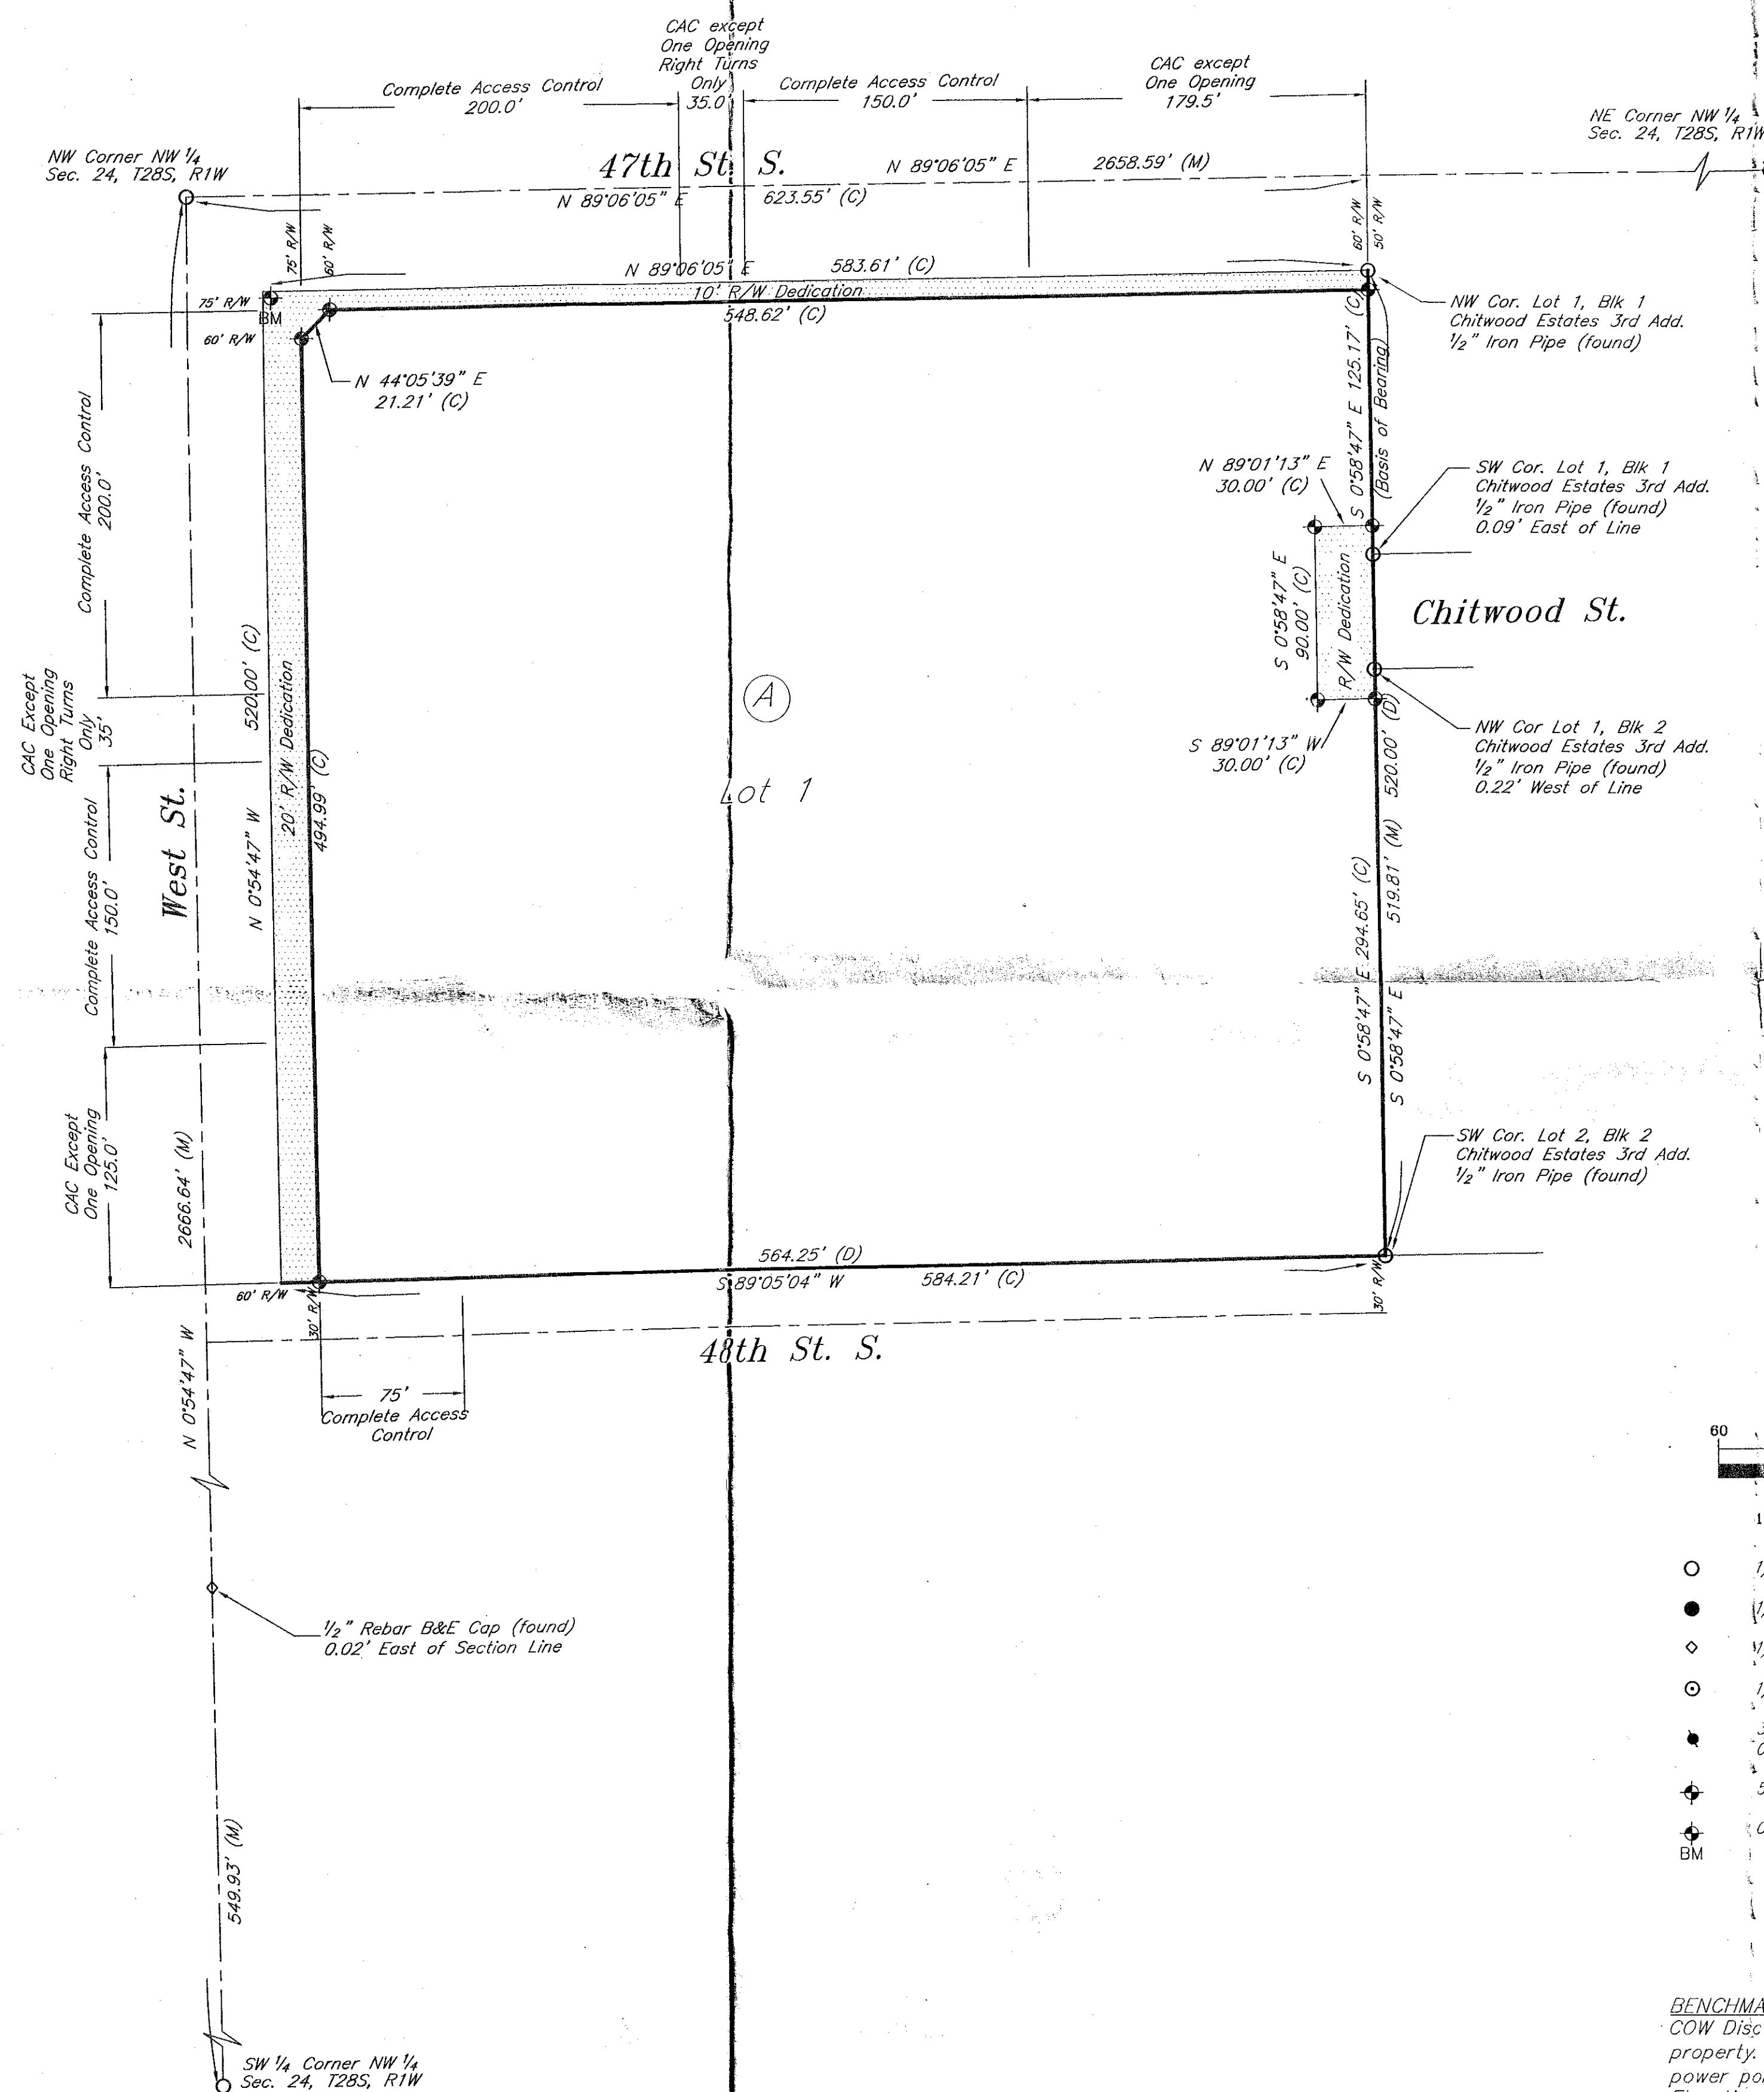 CAC except
One Opening
Right Turns
Only
35.0'
Complete Access Control
200.0'
Complete Access Control
150.0'
CAC except
One Opening
179.5'
NE Corner NW 1/4
Sec. 24, T28S, R1W
NW Corner NW 1/4
Sec. 24, T28S, R1W
47th St. S.
N 89°06'05" E
2658.59' (M)
N 89°06'05" E
623.55' (C)
75' R/W
60' R/W
60' R/W
50' R/W
N 89°06'05" E
583.61' (C)
75' R/W
BM
10' R/W Dedication
548.62' (C)
60' R/W
N 44°05'39" E
21.21' (C)
NW Cor. Lot 1, Blk 1
Chitwood Estates 3rd Add.
1/2" Iron Pipe (found)
S 0°58'47" E 125.17' (C)
(Basis of Bearing)
Complete Access Control
200.0'
N 89°01'13" E
30.00' (C)
SW Cor. Lot 1, Blk 1
Chitwood Estates 3rd Add.
1/2" Iron Pipe (found)
0.09' East of Line
S 0°58'47" E
90.00' (C)
R/W Dedication
Chitwood St.
CAC Except
One Opening
Right Turns
Only
35'
520.00' (C)
20' R/W Dedication
494.99' (C)
A
Lot 1
S 89°01'13" W
30.00' (C)
NW Cor Lot 1, Blk 2
Chitwood Estates 3rd Add.
1/2" Iron Pipe (found)
0.22' West of Line
Complete Access Control
150.0'
West St.
N 0°54'47" W
520.00' (D)
519.81' (M)
S 0°58'47" E 294.65' (C)
S 0°58'47" E
CAC Except
One Opening
125.0'
2666.64' (M)
SW Cor. Lot 2, Blk 2
Chitwood Estates 3rd Add.
1/2" Iron Pipe (found)
564.25' (D)
S 89°05'04" W
584.21' (C)
60' R/W
30' R/W
30' R/W
48th St. S.
N 0°54'47" W
75'
Complete Access
Control
60
1/2" Rebar B&E Cap (found)
0.02' East of Section Line
BM
549.93' (M)
SW 1/4 Corner NW 1/4
Sec. 24, T28S, R1W
BENCHMA
COW Disc
property.
power po